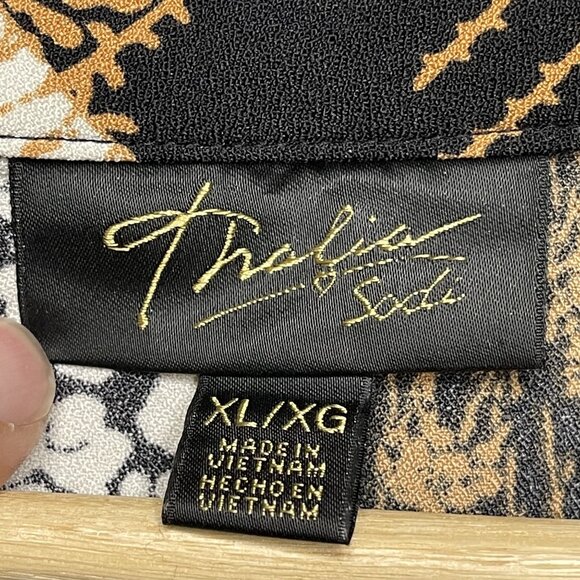 Thalia
Sodi
XL/XG
MADE IN
VIETNAM
HECHO EN
VIETNAM